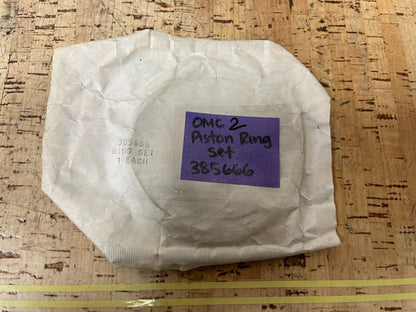 385666
RING SET
1 EACH
OMC 2
Piston Ring
Set
385666